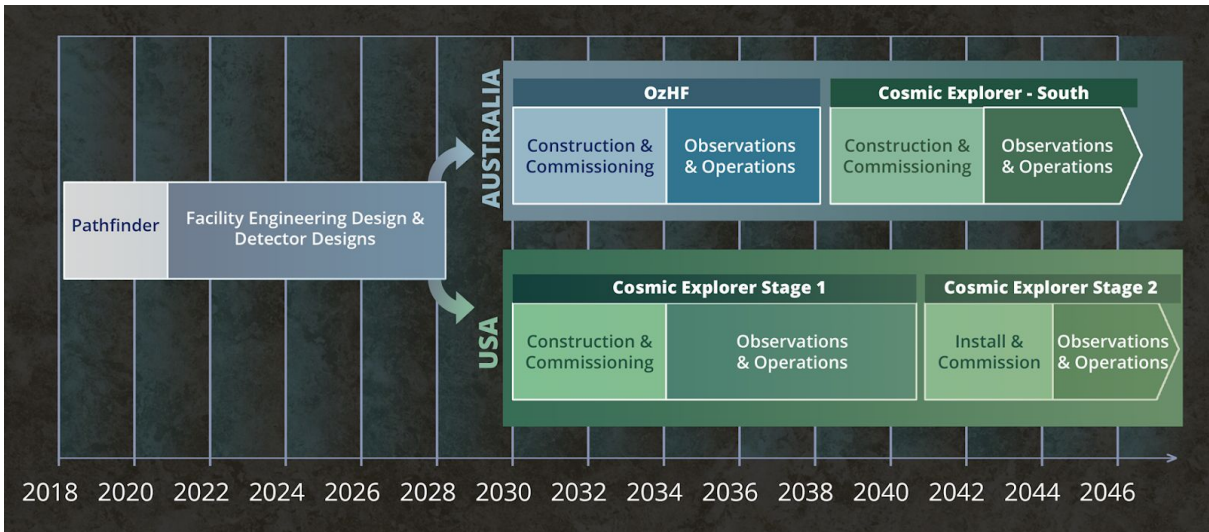 AUSTRALIA
OzHF
Construction &
Commissioning
Observations
& Operations
Cosmic Explorer - South
Construction &
Commissioning
Observations
& Operations
Pathfinder
Facility Engineering Design &
Detector Designs
USA
Cosmic Explorer Stage 1
Construction &
Commissioning
Observations
& Operations
Cosmic Explorer Stage 2
Install &
Commission
Observations
& Operations
2018 2020 2022 2024 2026 2028 2030 2032 2034 2036 2038 2040 2042 2044 2046